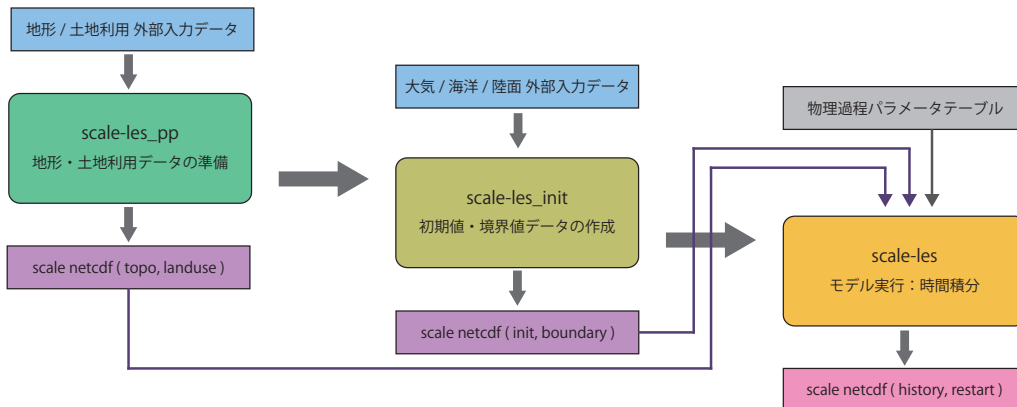 地形 / 土地利用 外部入力データ
scale-les_pp
地形・土地利用データの準備
scale netcdf ( topo, landuse )
大気 / 海洋 / 陸面 外部入力データ
scale-les_init
初期値・境界値データの作成
scale netcdf ( init, boundary )
物理過程パラメータテーブル
scale-les
モデル実行：時間積分
scale netcdf ( history, restart )